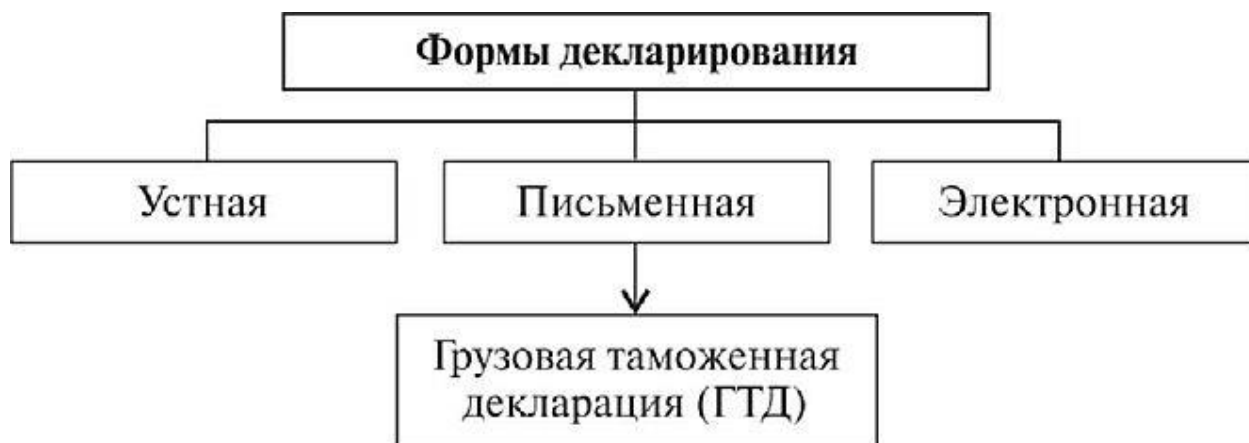 Формы декларирования
Устная
Письменная
Электронная
Грузовая таможенная
декларация (ГТД)